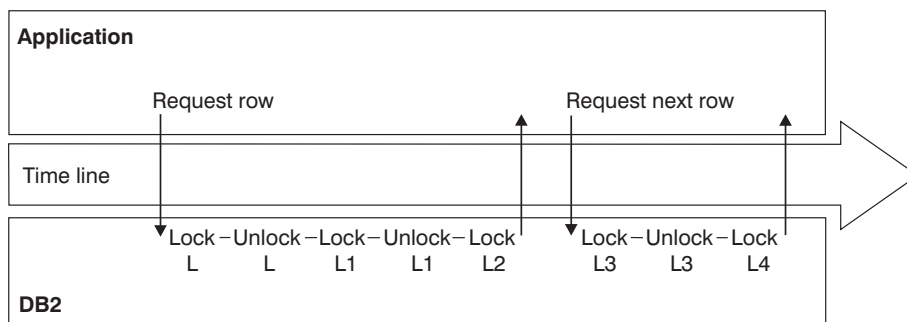 Application
Request row Request next row
Time line
Lock – Unlock – Lock – Unlock – Lock Lock – Unlock – Lock
L L L1 L1 L2 L3 L3 L4
DB2